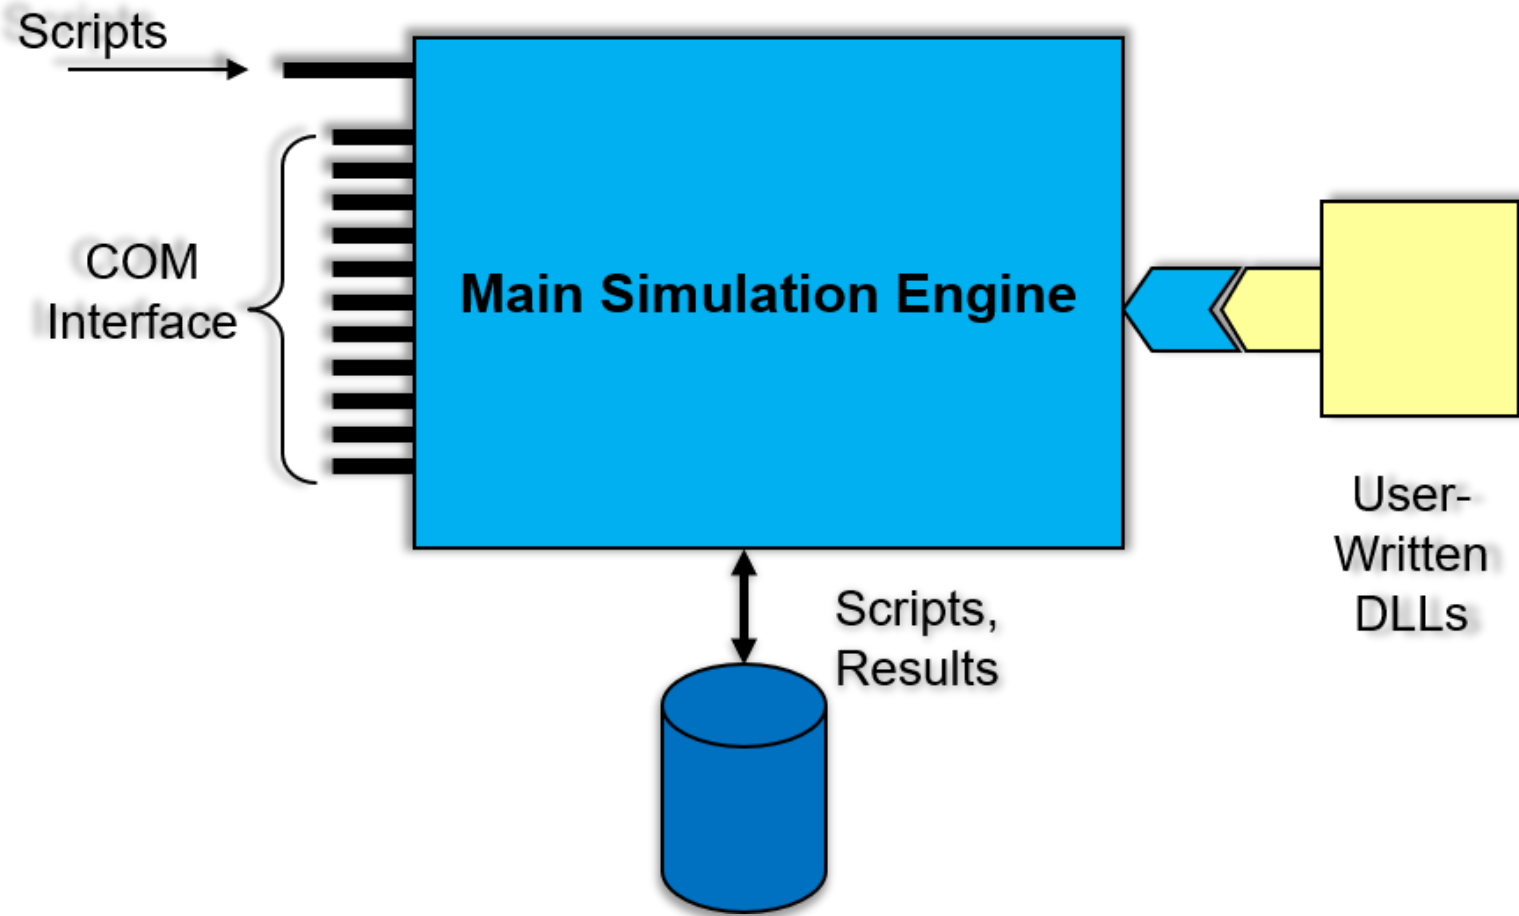 Scripts
COM
Interface
Main Simulation Engine
User-
Written
DLLs
Scripts,
Results